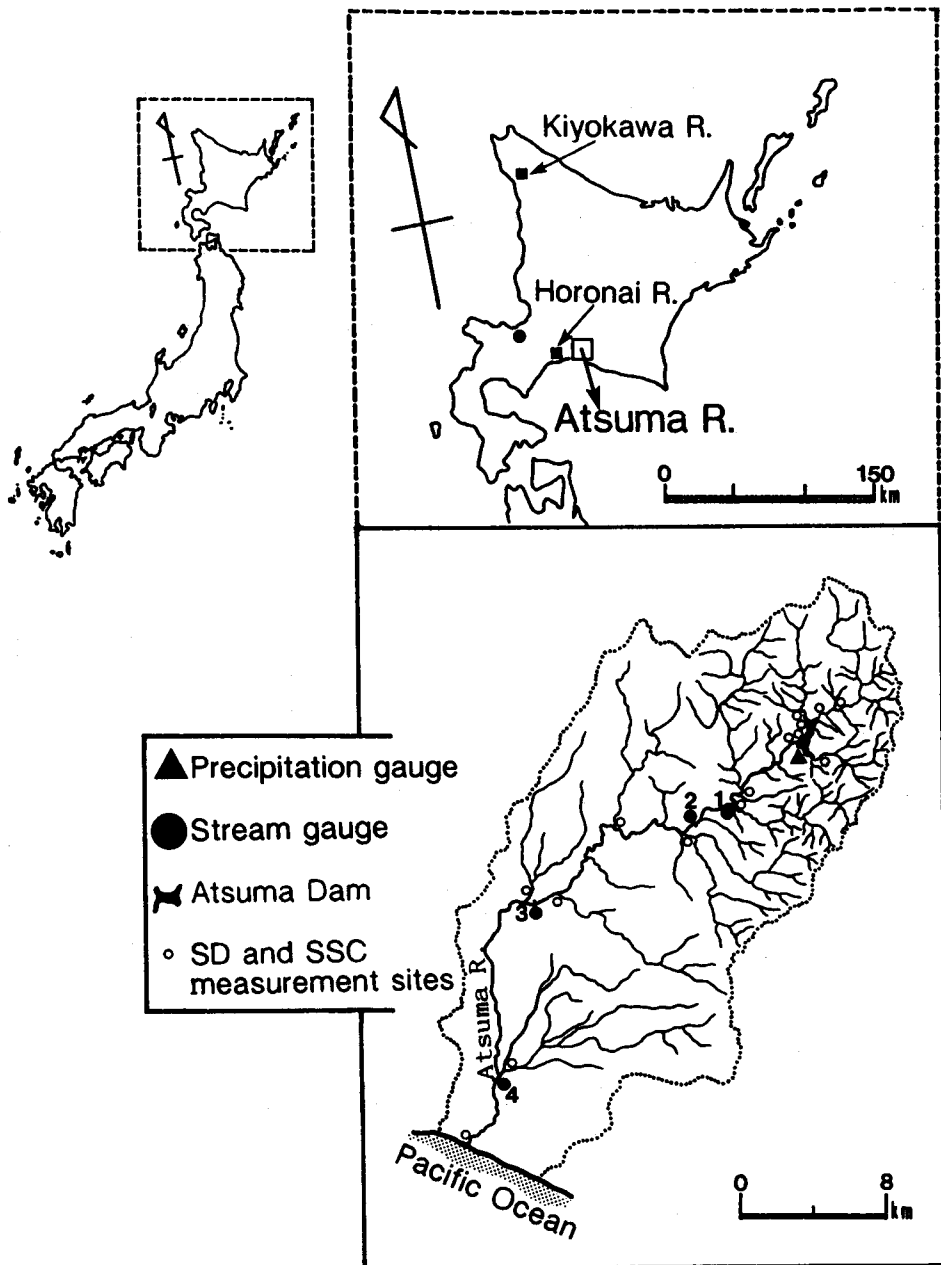 Kiyokawa R.
Horonai R.
Atsuma R.
0 150
km
Precipitation gauge
Stream gauge
Atsuma Dam
SD and SSC
measurement sites
1
2
3
4
Atsuma R
Pacific Ocean
0 8
km